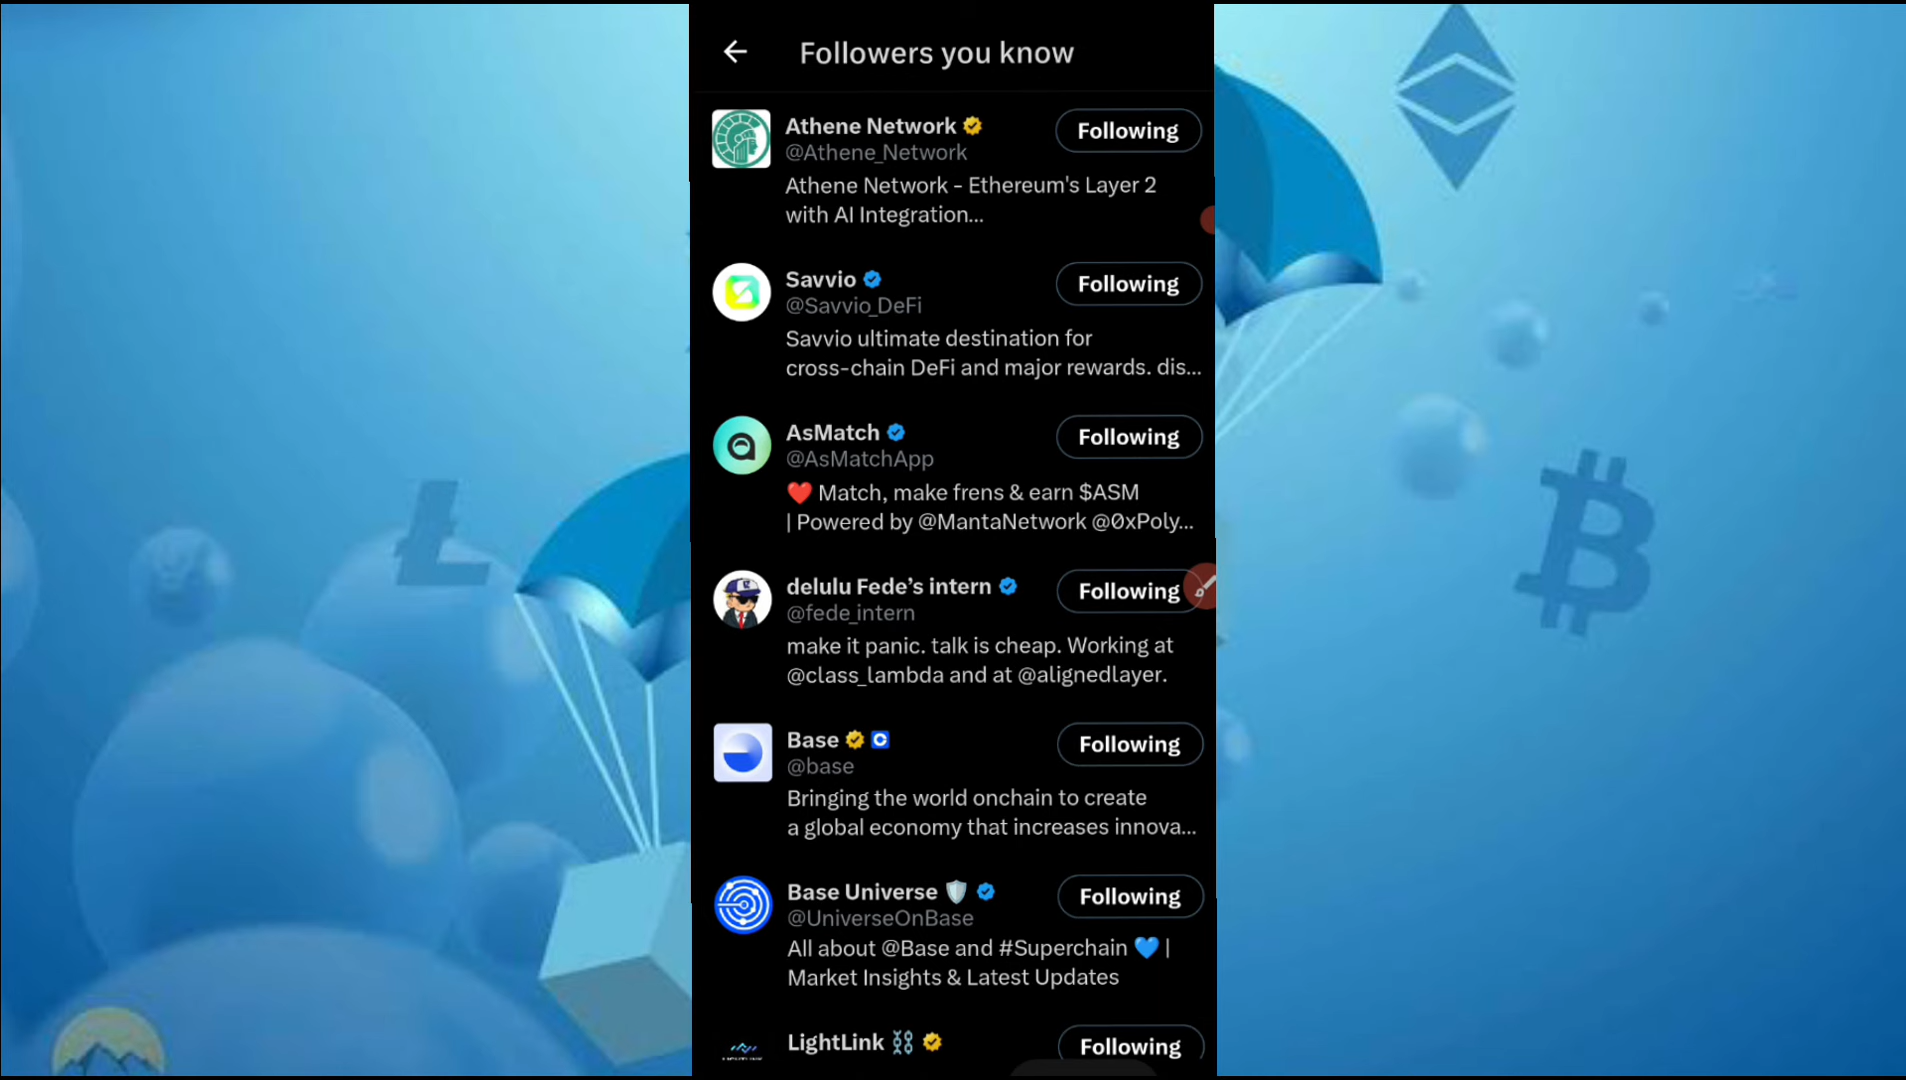 Followers you know
Athene Network
Following
@Athene_Network
Athene Network - Ethereum's Layer 2
with AI Integration...
Savvio
Following
@Savvio_DeFi
Savvio ultimate destination for
cross-chain DeFi and major rewards. dis...
AsMatch
Following
@AsMatchApp
❤️ Match, make frens & earn $ASM
| Powered by @MantaNetwork @0xPoly...
delulu Fede’s intern
Following
@fede_intern
make it panic. talk is cheap. Working at
@class_lambda and at @alignedlayer.
Base
Following
@base
Bringing the world onchain to create
a global economy that increases innova...
Base Universe 🛡️
Following
@UniverseOnBase
All about @Base and #Superchain 💙 |
Market Insights & Latest Updates
LightLink ⛓️
Following